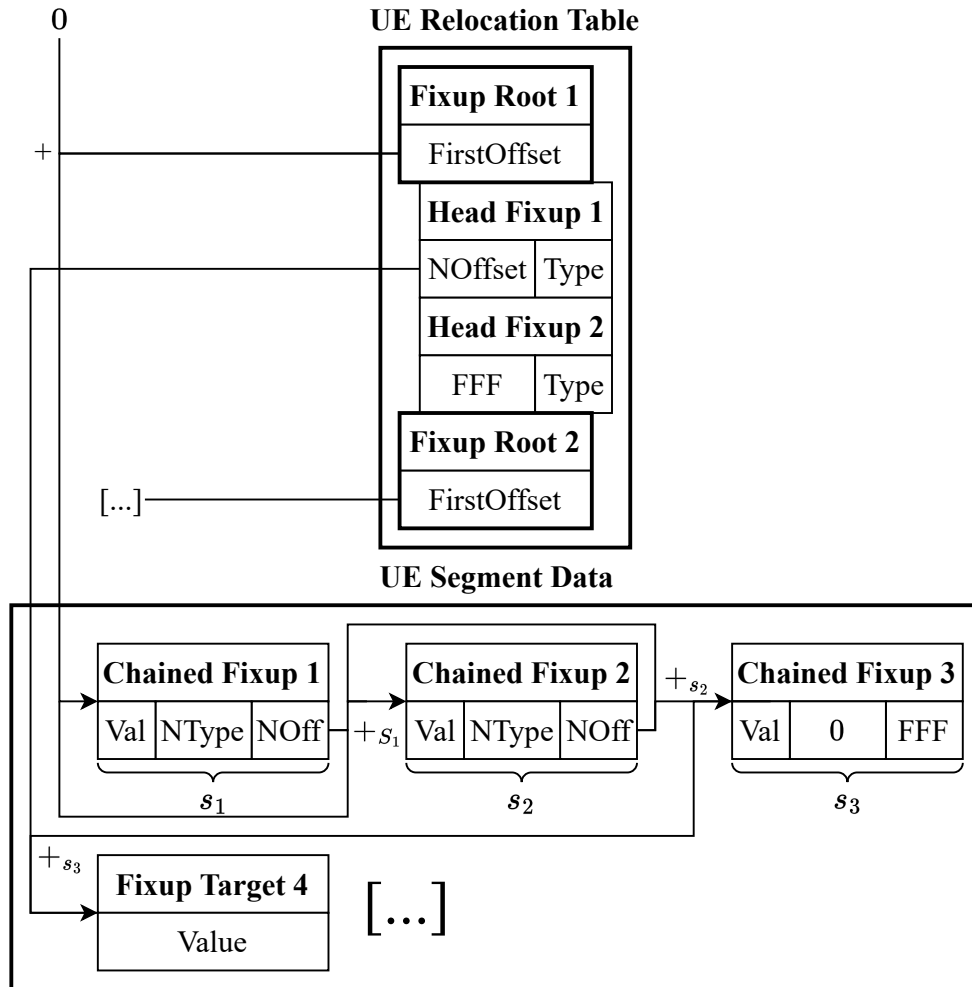 0
UE Relocation Table
Fixup Root 1
+
FirstOffset
Head Fixup 1
NOffset Type
Head Fixup 2
FFF Type
Fixup Root 2
[...]
FirstOffset
UE Segment Data
Chained Fixup 1
Val NType NOff
s1
+s1
Chained Fixup 2
Val NType NOff
s2
+s2
Chained Fixup 3
Val 0 FFF
s3
+s3
Fixup Target 4
Value
[...]